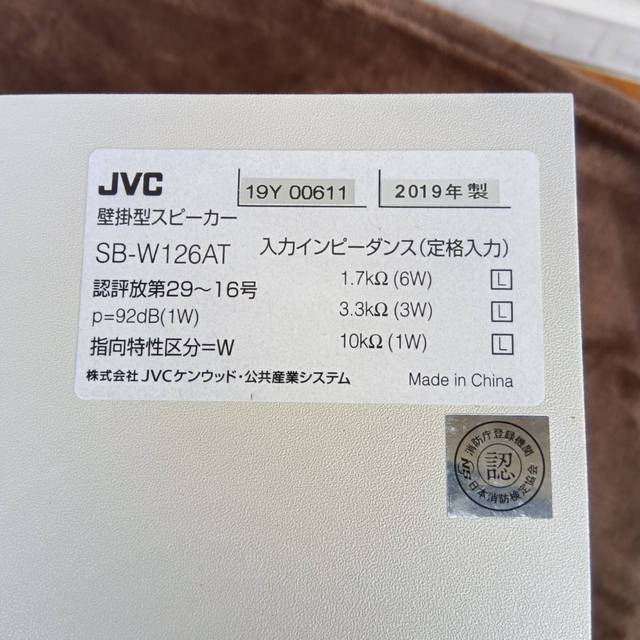 JVC 19Y 00611 2019年 製
壁掛型スピーカー
SB-W126AT 入力インピーダンス(定格入力)
認評放第29～16号 1.7kΩ(6W) L
p=92dB(1W) 3.3kΩ(3W) L
指向特性区分=W 10kΩ(1W) L
株式会社JVCケンウッド・公共産業システム Made in China
消防庁登録機関
認
NS
日本消防検定協会